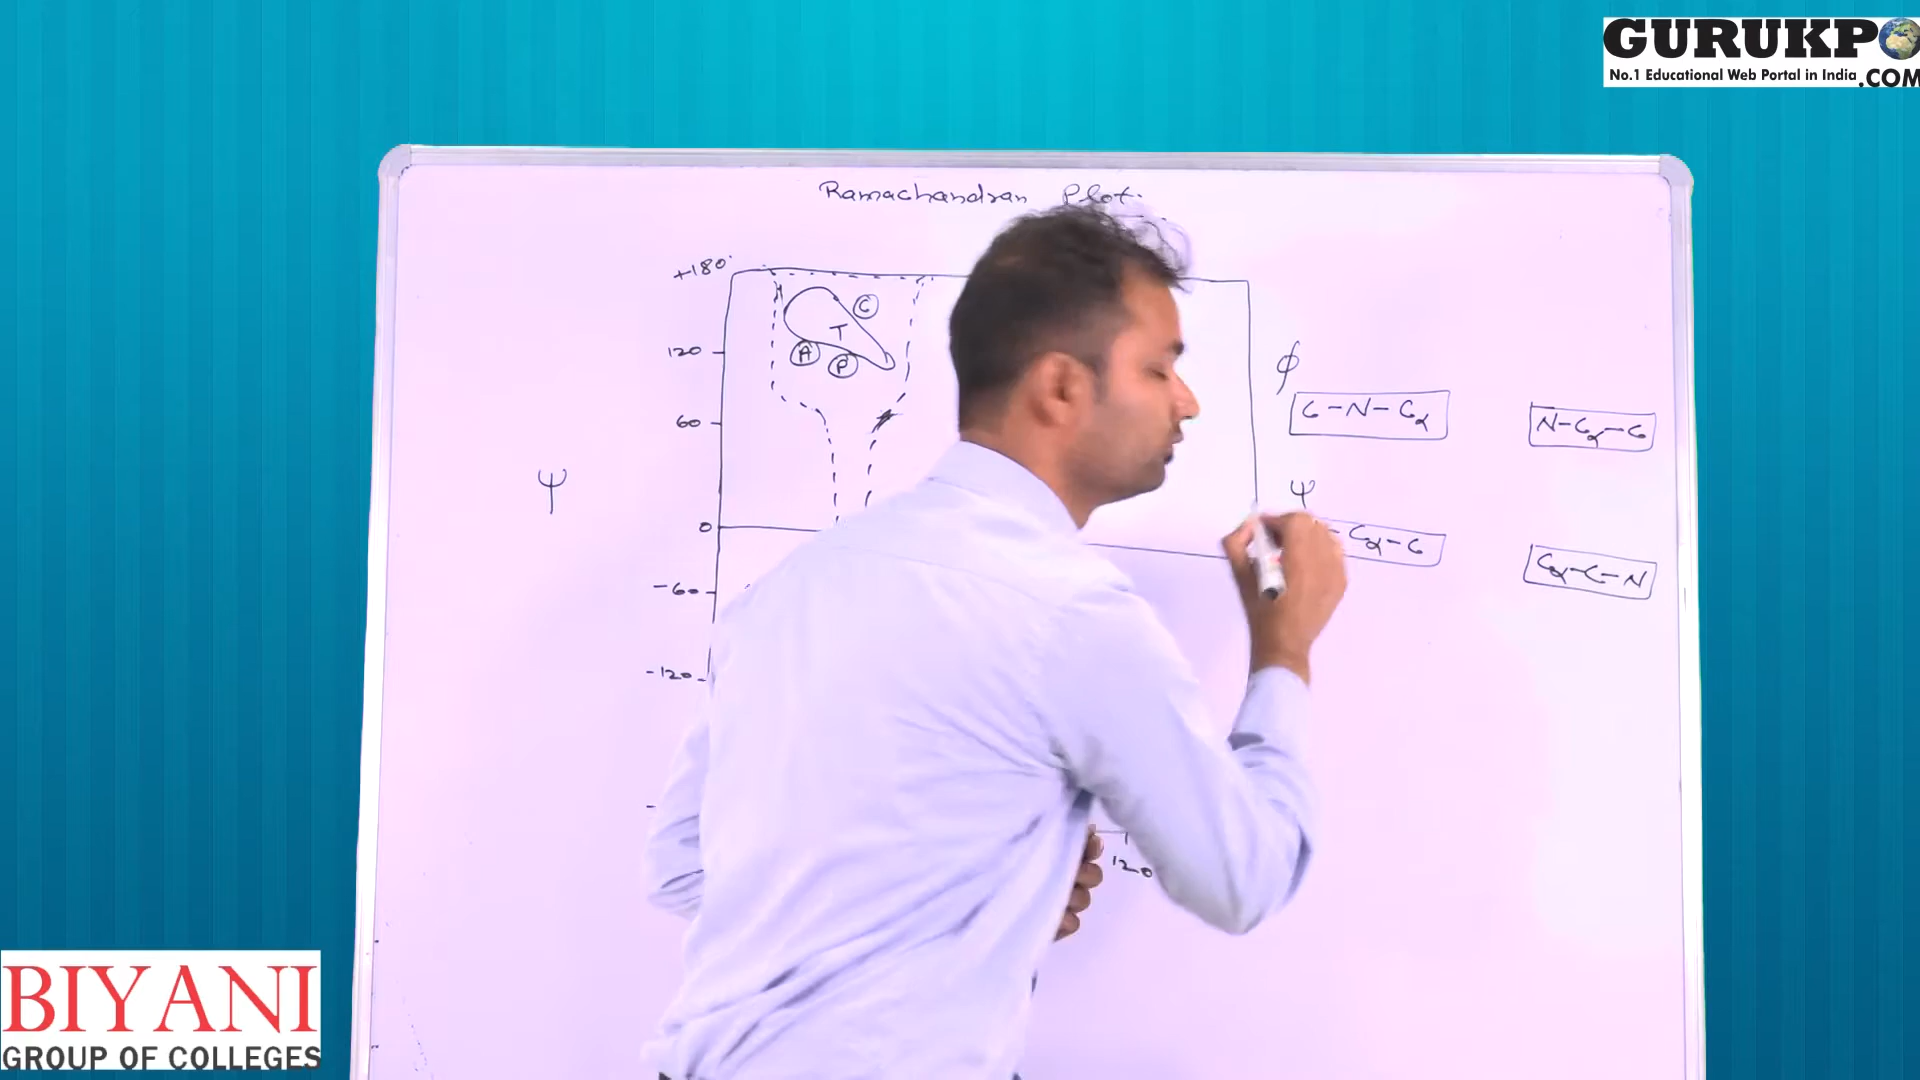 GURUKPO
No.1 Educational Web Portal in India .COM
Ramachandran Plot
+180°
C
T
A
P
120
60
ψ
0
-60
-120
120
ϕ
C-N-Cα
N-Cα-C
ψ
-Cα-C
Cα-C-N
BIYANI
GROUP OF COLLEGES